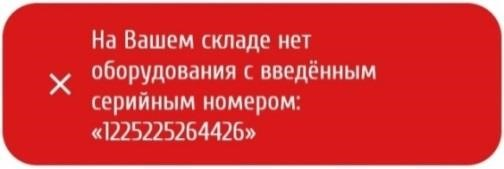 На Вашем складе нет
оборудования с введённым
серийным номером:
«1225225264426»